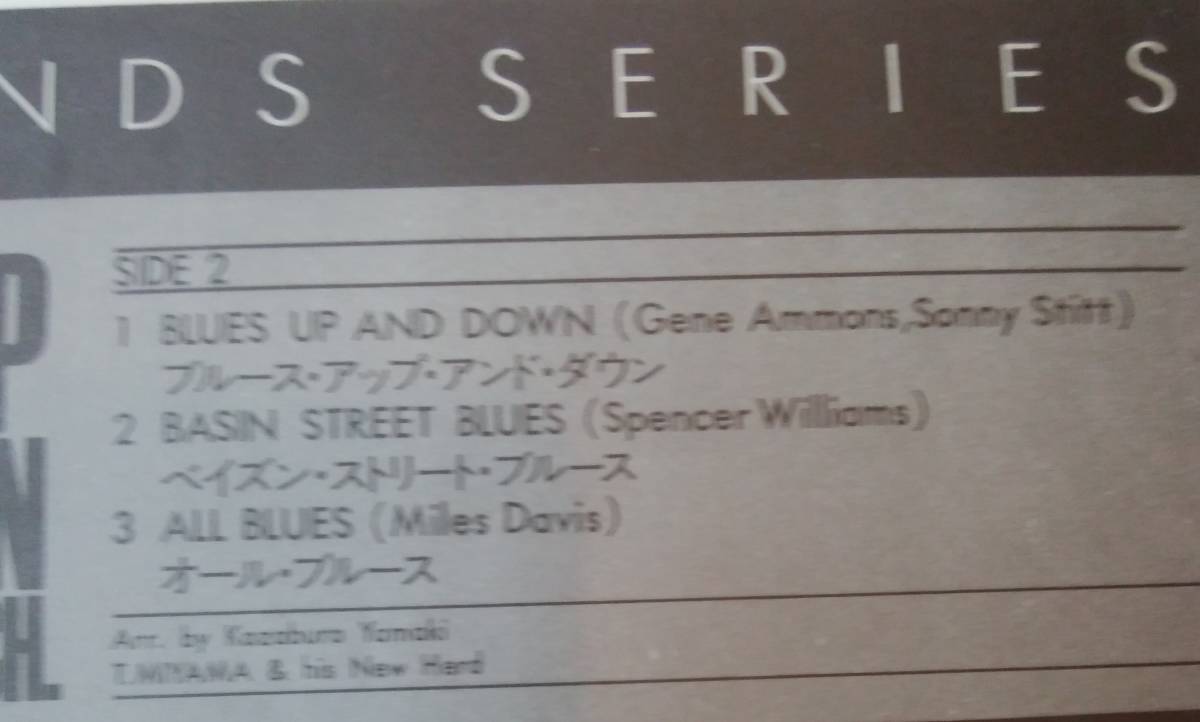 NDS SERIES
SIDE 2
1 BLUES UP AND DOWN (Gene Ammons,Sonny Stitt)
ブルース・アップ・アンド・ダウン
2 BASIN STREET BLUES (Spencer Williams)
ベイズン・ストリート・ブルース
3 ALL BLUES (Miles Davis)
オール・ブルース
Arr. by Kozaburo Yamaki
T.MIYAMA & his New Herd
P
N
CH.